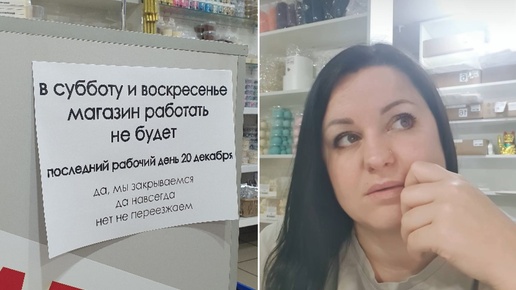 в субботу и воскресенье
магазин работать
не будет
последний рабочий день 20 декабря
да, мы закрываемся
да навсегда
нет не переезжаем